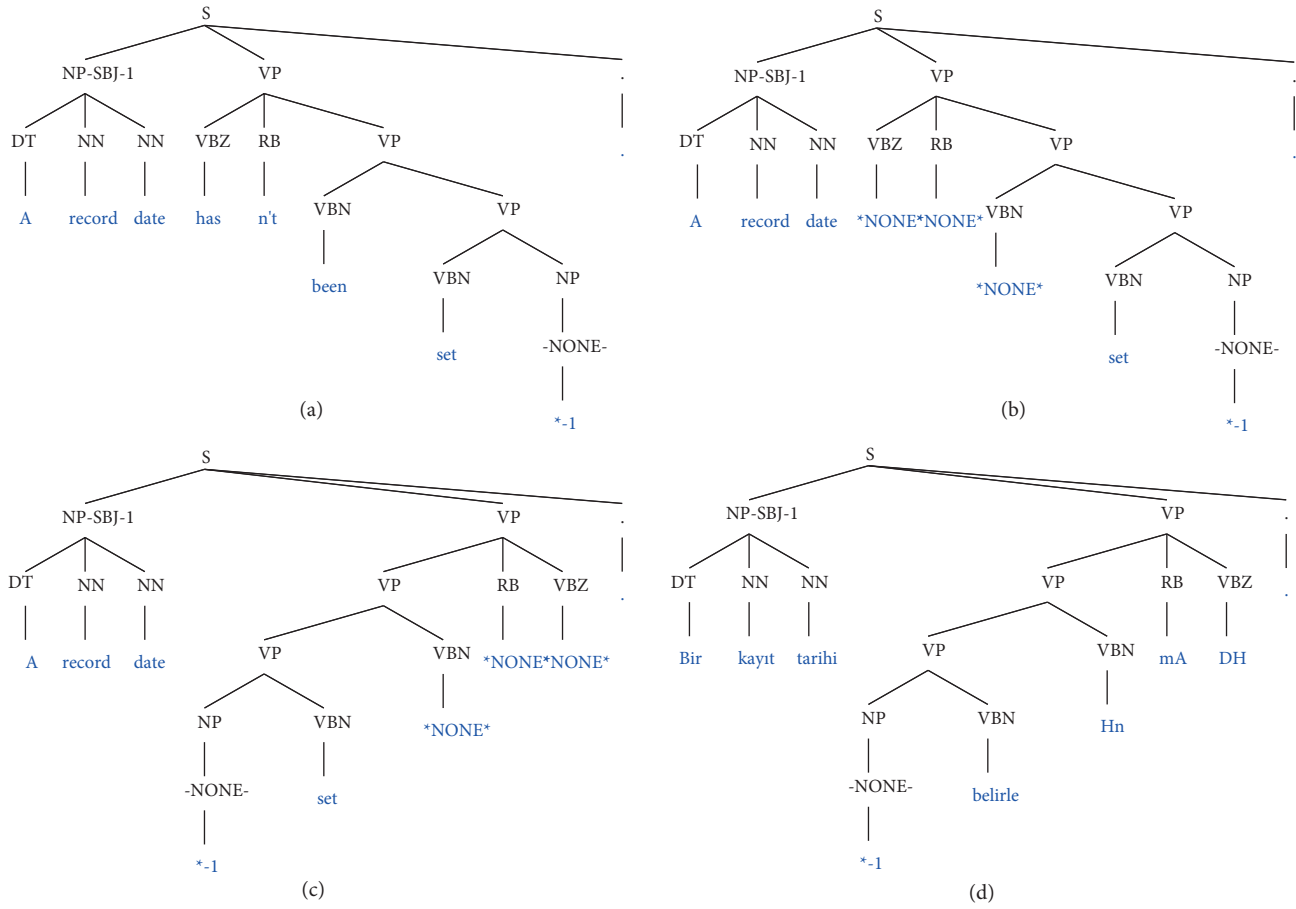 S
NP-SBJ-1 VP .
DT NN NN VBZ RB VP .
A record date has n't VBN VP
been VBN NP
set -NONE-
*-1
(a)
S
NP-SBJ-1 VP .
DT NN NN VBZ RB VP .
A record date *NONE* *NONE* VBN VP
*NONE* VBN NP
set -NONE-
*-1
(b)
S
NP-SBJ-1 VP .
DT NN NN VP RB VBZ .
A record date VP VBN *NONE* *NONE*
NP VBN *NONE*
-NONE- set
*-1
(c)
S
NP-SBJ-1 VP .
DT NN NN VP RB VBZ .
Bir kayıt tarihi VP VBN mA DH
NP VBN Hn
-NONE- belirle
*-1
(d)